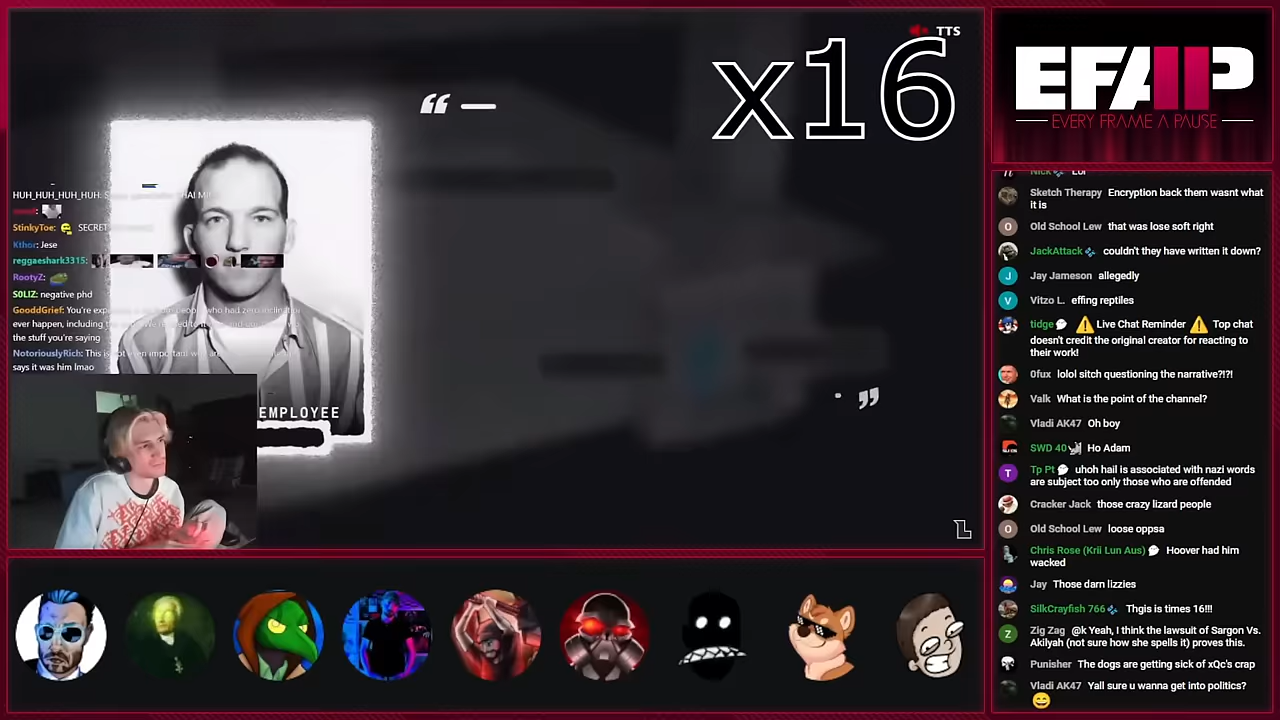 TTS
x16
“ —
HUH_HUH_HUH_HUH:
StinkyToe: SECRET
Kthor: Jese
reggaeshark3315:
RootyZ:
S0LIZ: negative phd
GooddGrief: You're
ever happen, including
the stuff you're saying
NotoriouslyRich: This is not even important
says it was him lmao
EMPLOYEE
. ”
EFAP
EVERY FRAME A PAUSE
Nick Lol
Sketch Therapy Encryption back them wasnt what
it is
Old School Lew that was lose soft right
JackAttack couldn't they have written it down?
Jay Jameson allegedly
Vitzo L. effing reptiles
tidge Live Chat Reminder Top chat
doesn't credit the original creator for reacting to
their work!
0fux lolol sitch questioning the narrative?!?!
Valk What is the point of the channel?
Vladi AK47 Oh boy
SWD 40 Ho Adam
Tp Pt uhoh hail is associated with nazi words
are subject too only those who are offended
Cracker Jack those crazy lizard people
Old School Lew loose oppsa
Chris Rose (Krii Lun Aus) Hoover had him
wacked
Jay Those darn lizzies
SilkCrayfish 766 Thgis is times 16!!!
Zig Zag @k Yeah, I think the lawsuit of Sargon Vs.
Akilyah (not sure how she spells it) proves this.
Punisher The dogs are getting sick of xQc's crap
Vladi AK47 Yall sure u wanna get into politics?